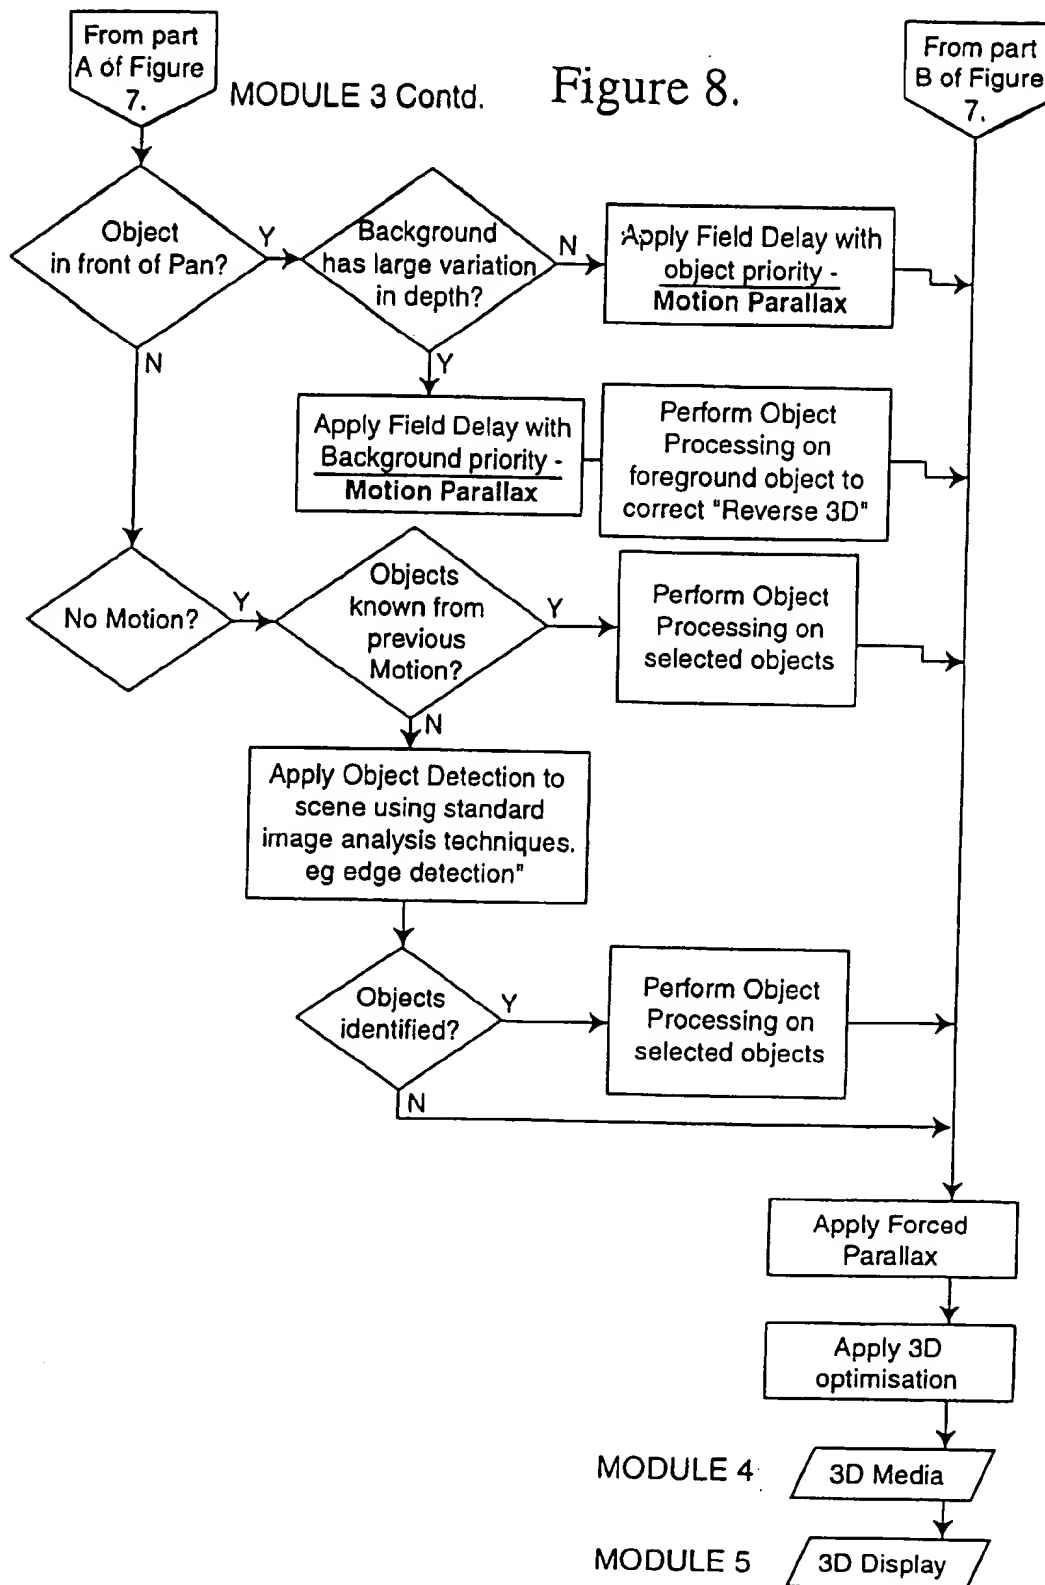 From part
A of Figure
7.
MODULE 3 Contd.
Figure 8.
From part
B of Figure
7.
Object
in front of Pan?
Y
Background
has large variation
in depth?
N
Apply Field Delay with
object priority -
Motion Parallax
N
Y
Apply Field Delay with
Background priority -
Motion Parallax
Perform Object
Processing on
foreground object to
correct "Reverse 3D"
No Motion?
Y
Objects
known from
previous
Motion?
Y
Perform Object
Processing on
selected objects
N
Apply Object Detection to
scene using standard
image analysis techniques.
eg edge detection"
Objects
identified?
Y
Perform Object
Processing on
selected objects
N
Apply Forced
Parallax
Apply 3D
optimisation
MODULE 4
3D Media
MODULE 5
3D Display